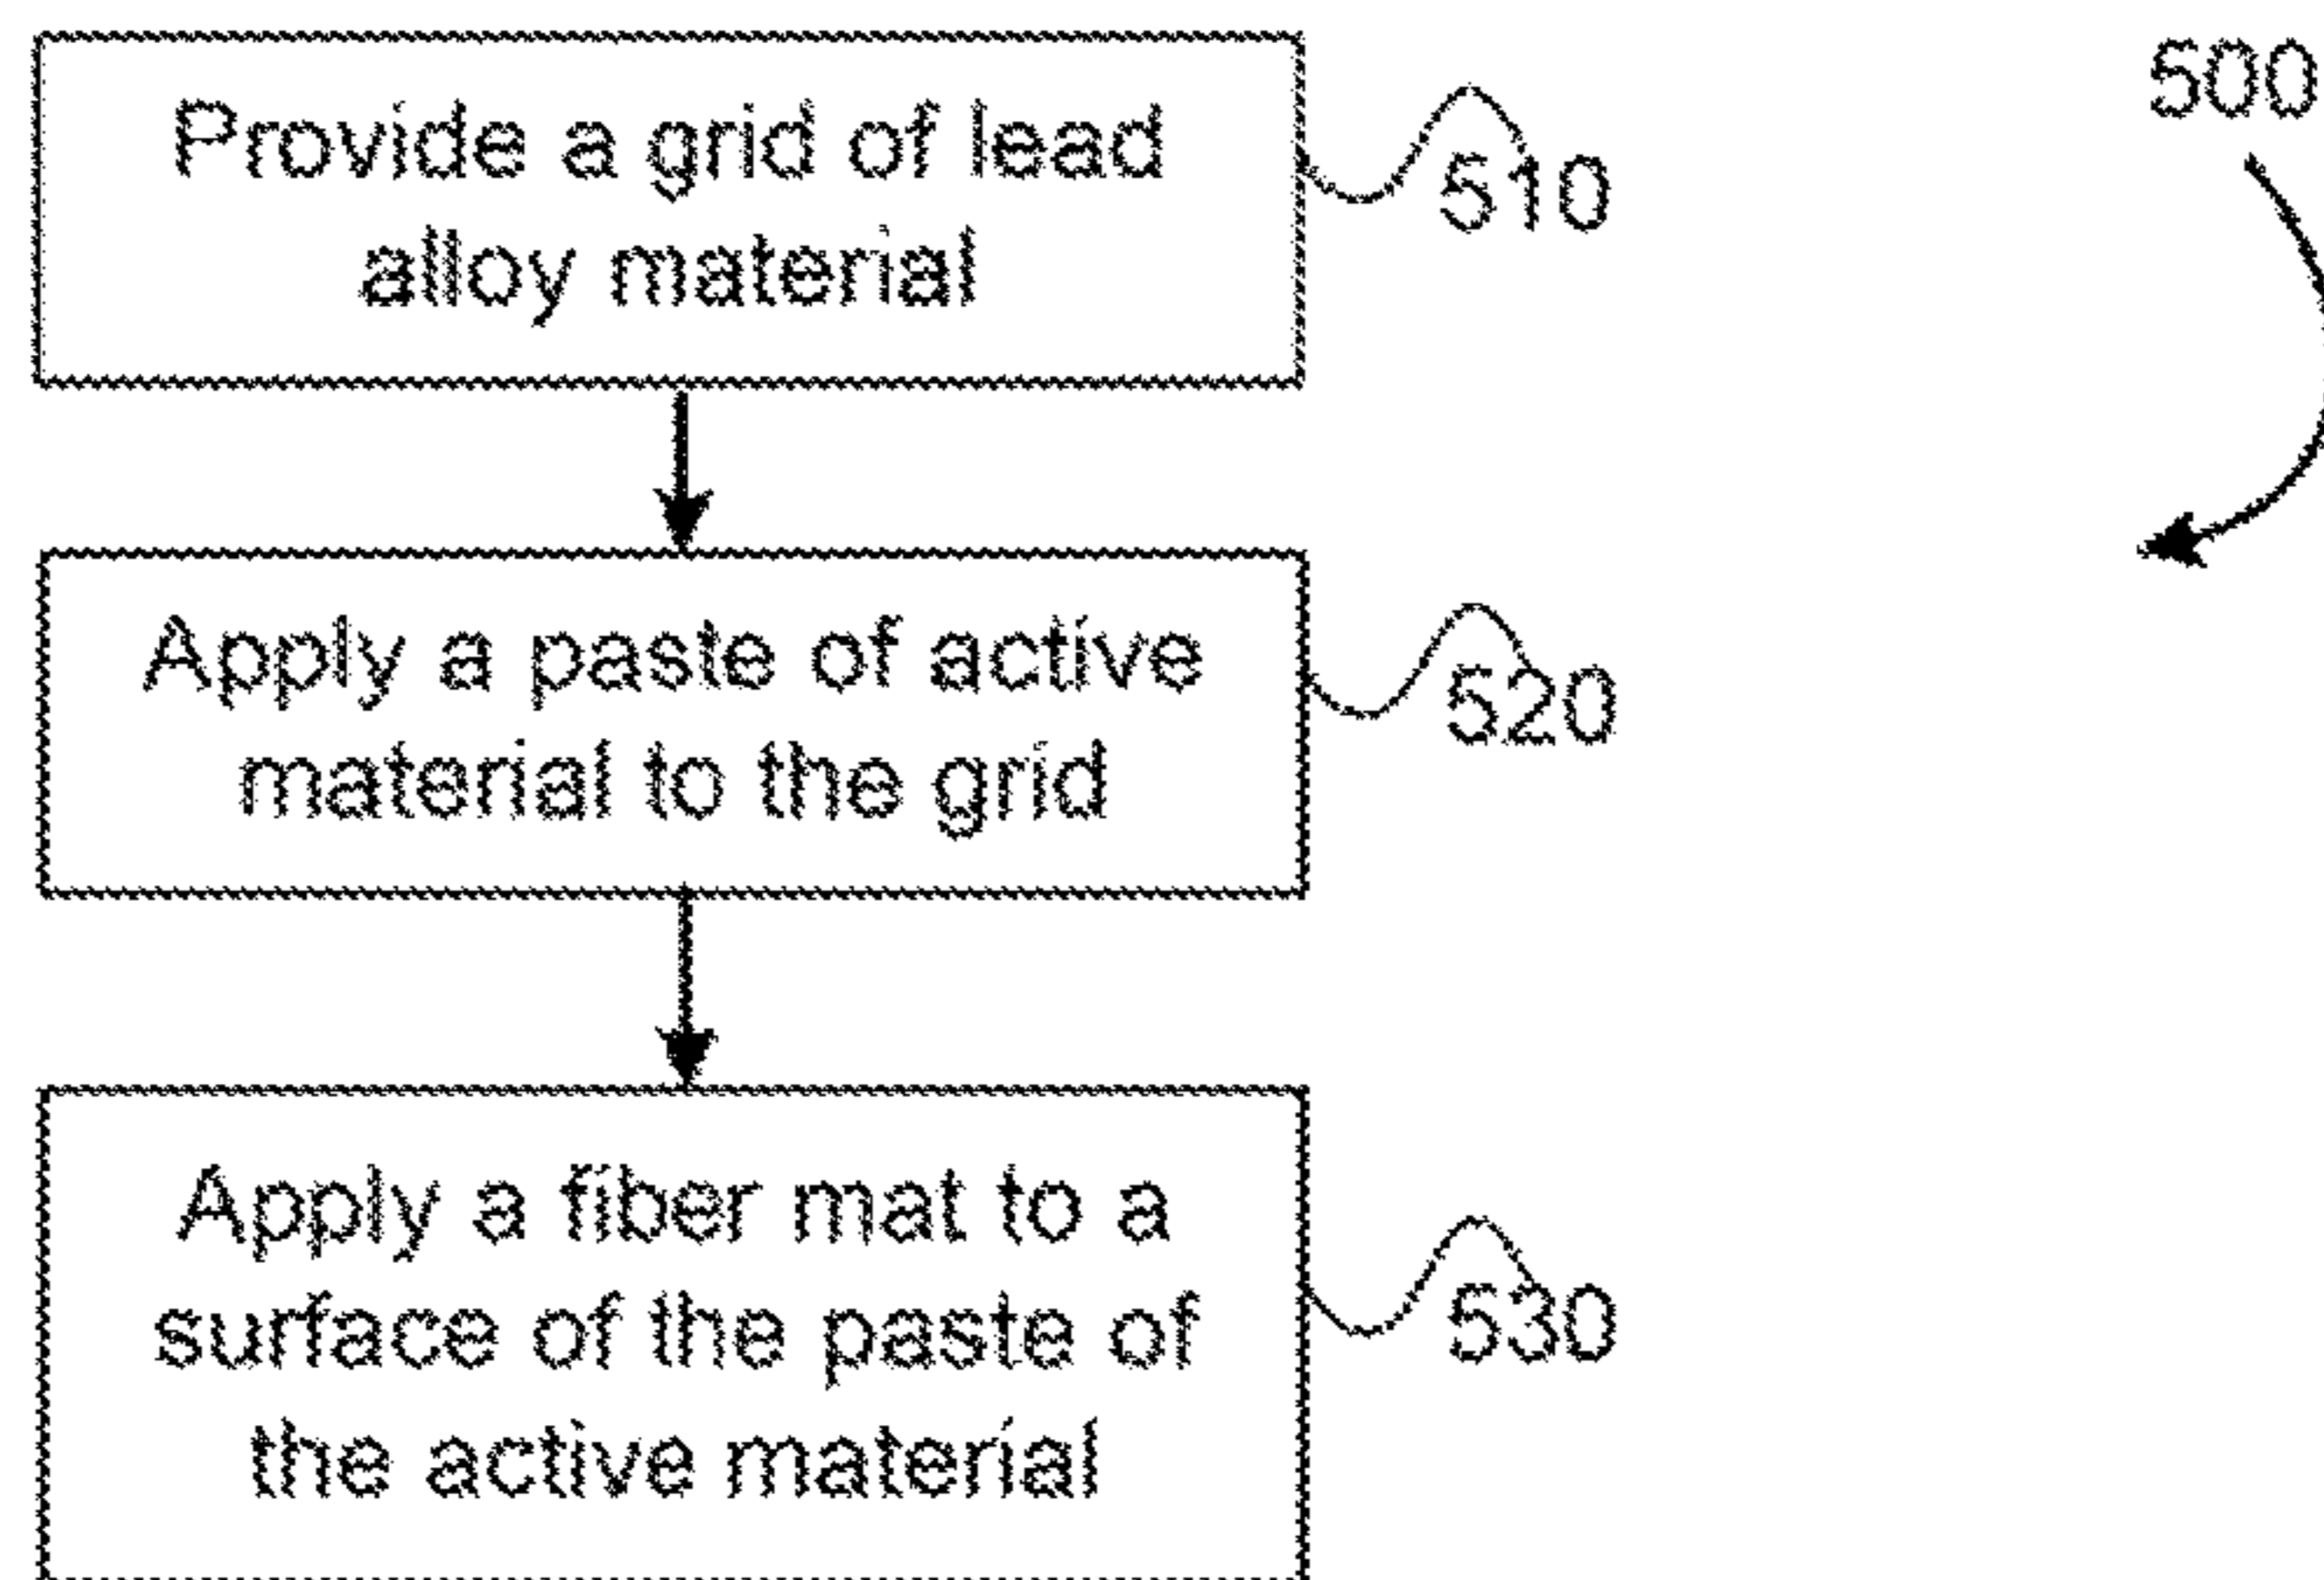 Provide a grid of lead
alloy material
510
500
Apply a paste of active
material to the grid
520
Apply a fiber mat to a
surface of the paste of
the active material
530